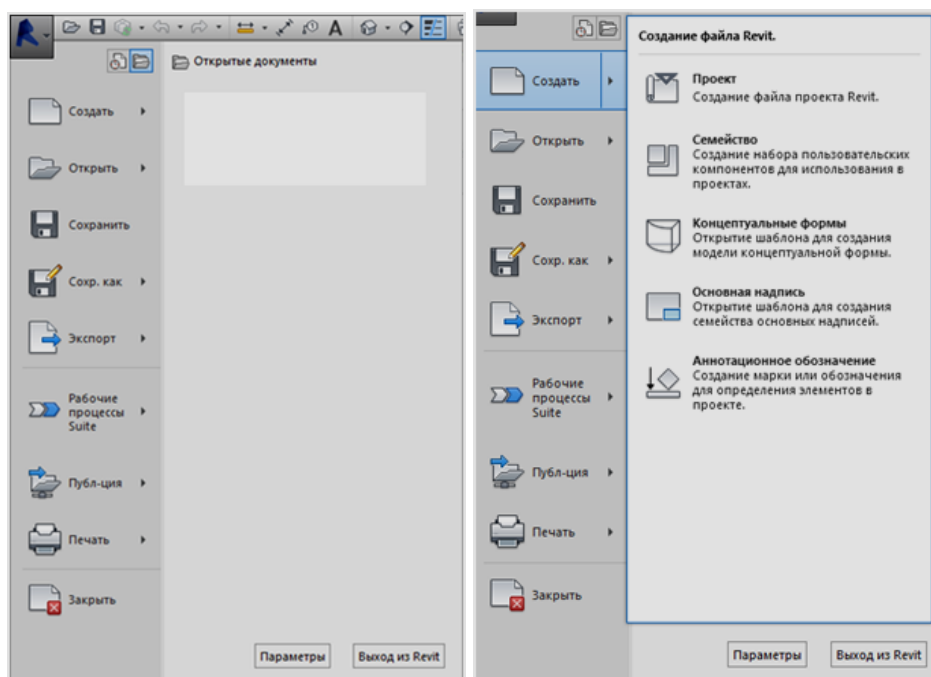 Открытые документы
Создать
Открыть
Сохранить
Сохр. как
Экспорт
Рабочие
процессы
Suite
Публ-ция
Печать
Закрыть
Параметры
Выход из Revit
Создать
Открыть
Сохранить
Сохр. как
Экспорт
Рабочие
процессы
Suite
Публ-ция
Печать
Закрыть
Создание файла Revit.
Проект
Создание файла проекта Revit.
Семейство
Создание набора пользовательских
компонентов для использования в
проектах.
Концептуальные формы
Открытие шаблона для создания
модели концептуальной формы.
Основная надпись
Открытие шаблона для создания
семейства основных надписей.
Аннотационное обозначение
Создание марки или обозначения
для определения элементов в
проекте.
Параметры
Выход из Revit